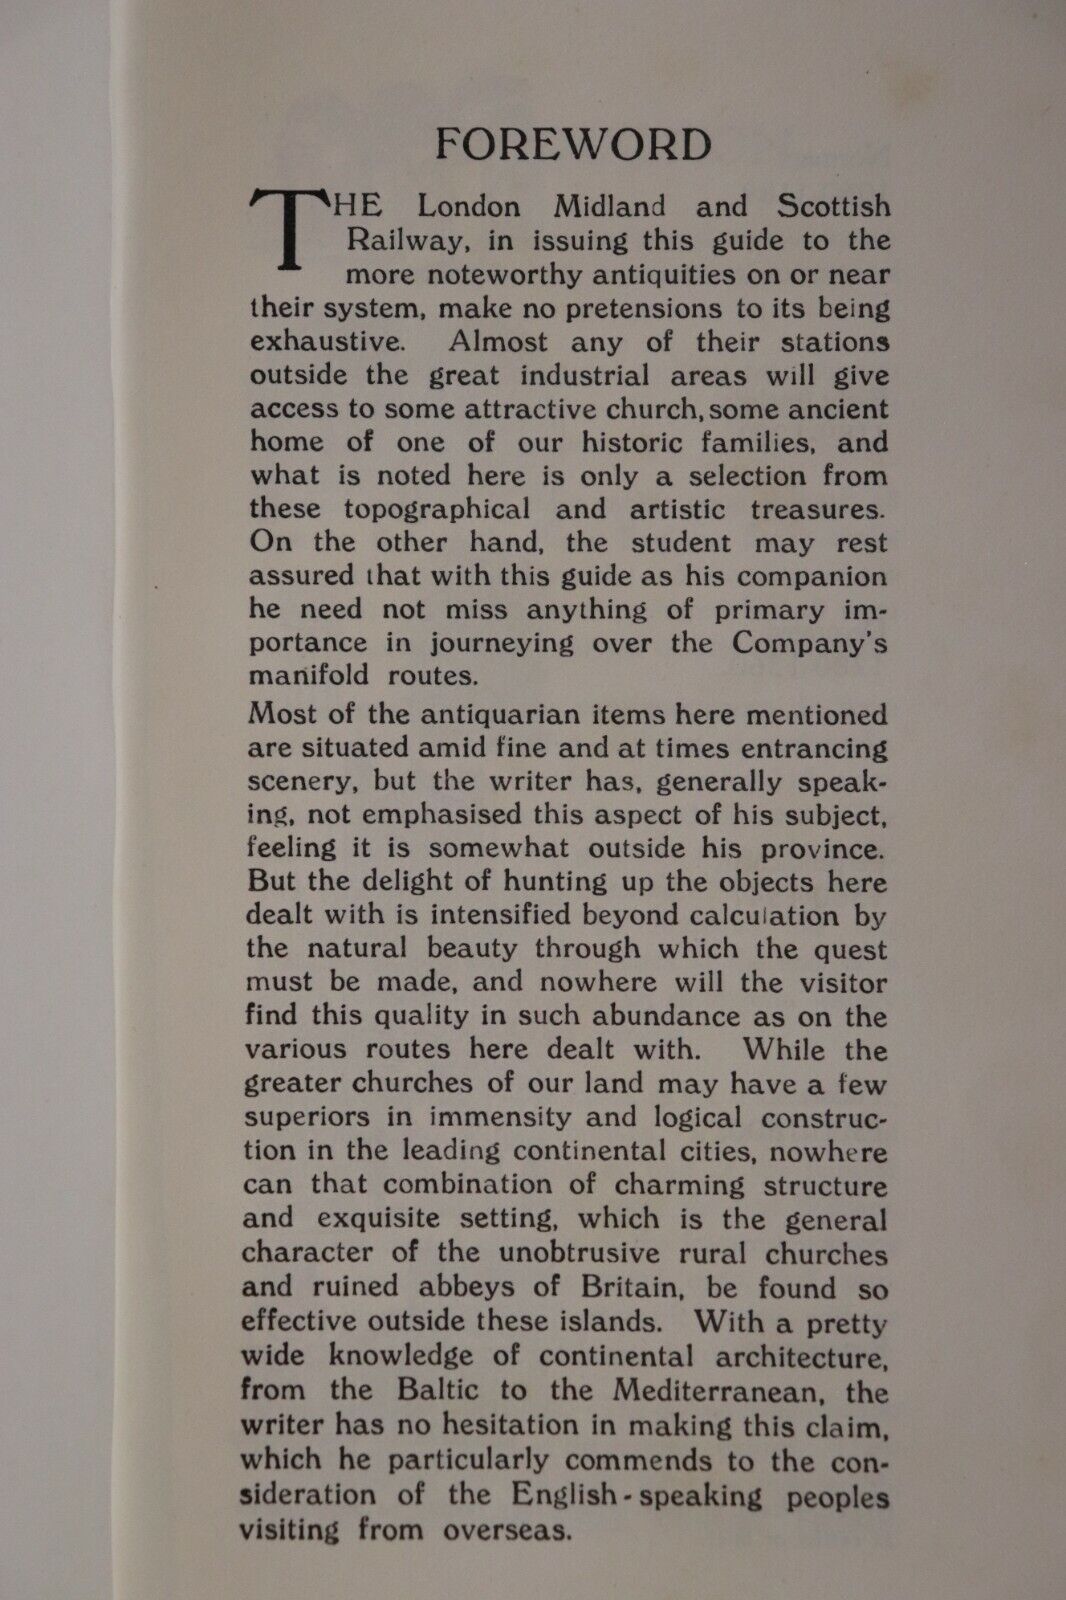 FOREWORD
THE London Midland and Scottish
Railway, in issuing this guide to the
more noteworthy antiquities on or near
their system, make no pretensions to its being
exhaustive. Almost any of their stations
outside the great industrial areas will give
access to some attractive church, some ancient
home of one of our historic families, and
what is noted here is only a selection from
these topographical and artistic treasures.
On the other hand, the student may rest
assured that with this guide as his companion
he need not miss anything of primary im-
portance in journeying over the Company's
manifold routes.
Most of the antiquarian items here mentioned
are situated amid fine and at times entrancing
scenery, but the writer has, generally speak-
ing, not emphasised this aspect of his subject,
feeling it is somewhat outside his province.
But the delight of hunting up the objects here
dealt with is intensified beyond calculation by
the natural beauty through which the quest
must be made, and nowhere will the visitor
find this quality in such abundance as on the
various routes here dealt with. While the
greater churches of our land may have a few
superiors in immensity and logical construc-
tion in the leading continental cities, nowhere
can that combination of charming structure
and exquisite setting, which is the general
character of the unobtrusive rural churches
and ruined abbeys of Britain, be found so
effective outside these islands. With a pretty
wide knowledge of continental architecture,
from the Baltic to the Mediterranean, the
writer has no hesitation in making this claim,
which he particularly commends to the con-
sideration of the English-speaking peoples
visiting from overseas.